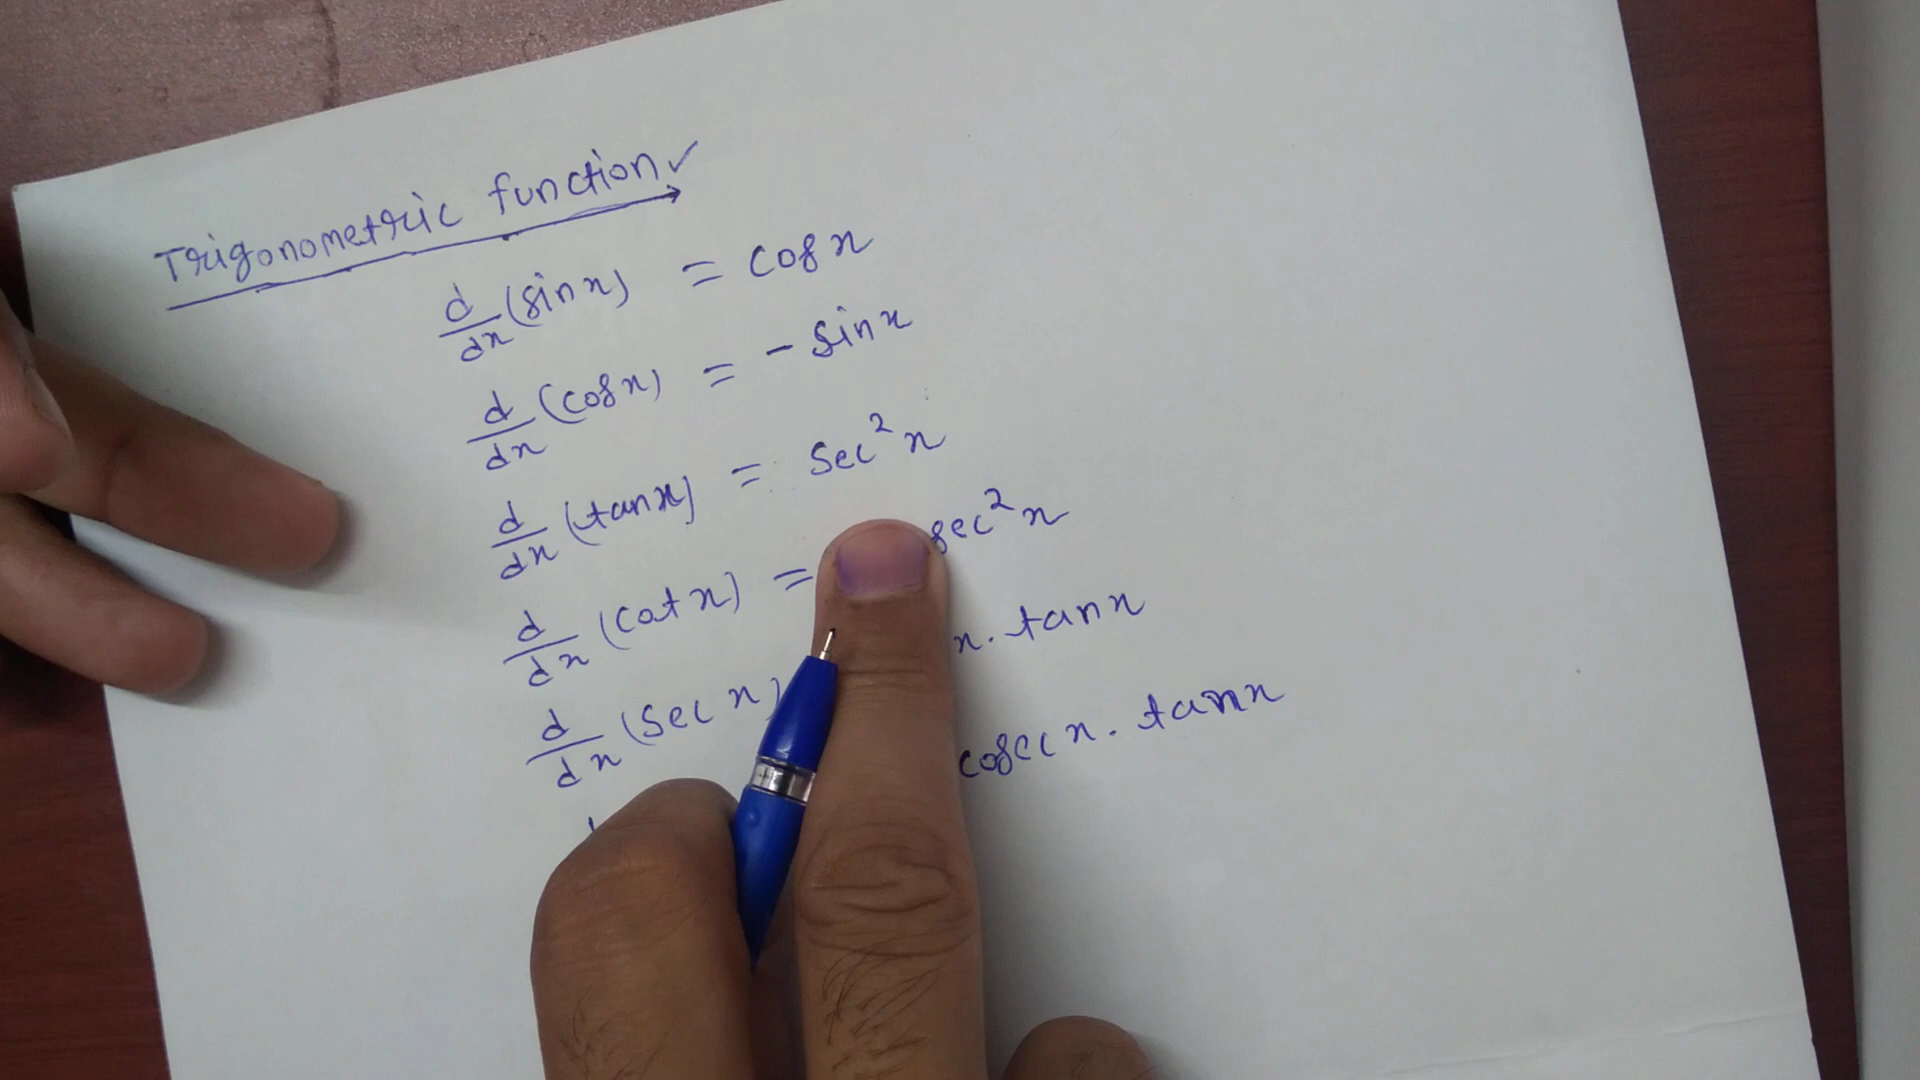 Trigonometric function ✓
d/dx (sin x) = cos x
d/dx (cos x) = - sin x
d/dx (tan x) = Sec² x
d/dx (cot x) = sec² x
d/dx (Sec x) x. tan x
cosec x. tan x